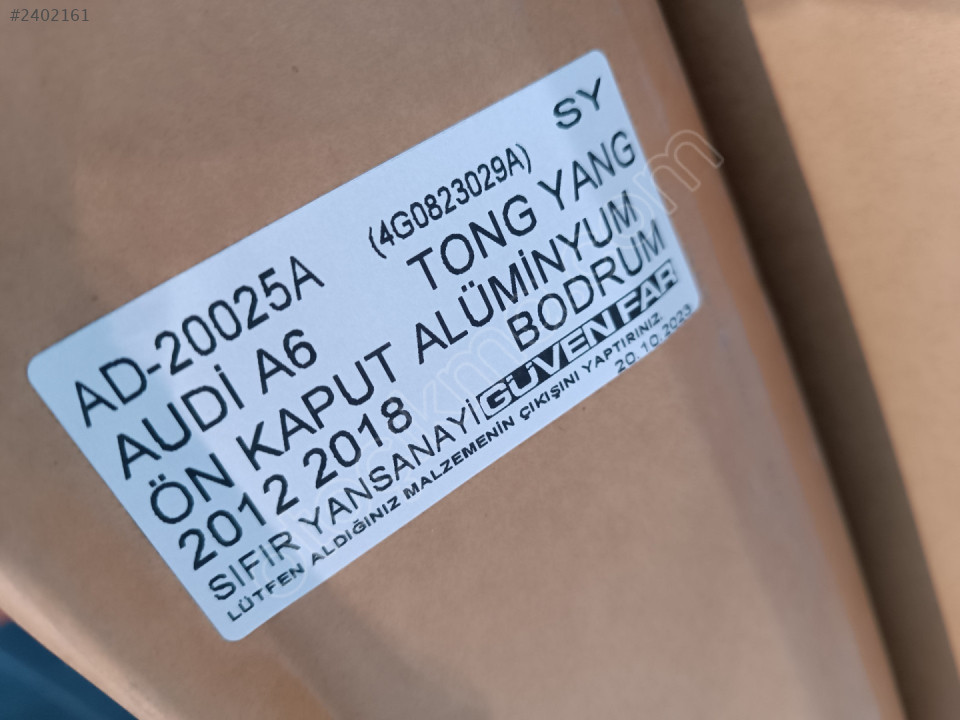 #2402161
AD-20025A (4G0823029A) SY
AUDİ A6 TONG YANG
ÖN KAPUT ALÜMİNYUM
2012 2018 BODRUM
SIFIR YANSANAYİ GÜVEN FAR
LÜTFEN ALDIĞINIZ MALZEMENİN ÇIKIŞINI YAPTIRINIZ. 20.10.2023